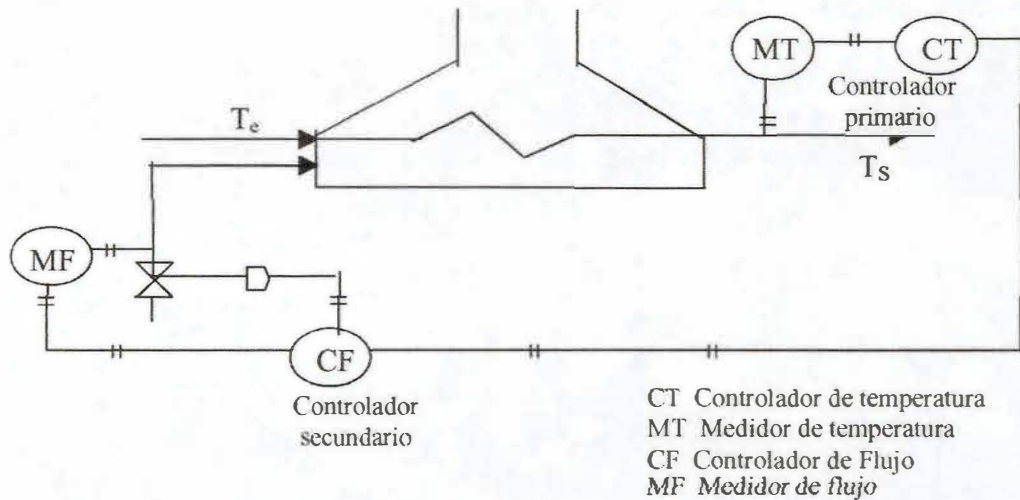 MT
CT
Controlador
primario
Te
TS
MF
CF
Controlador
secundario
CT Controlador de temperatura
MT Medidor de temperatura
CF Controlador de Flujo
MF Medidor de flujo